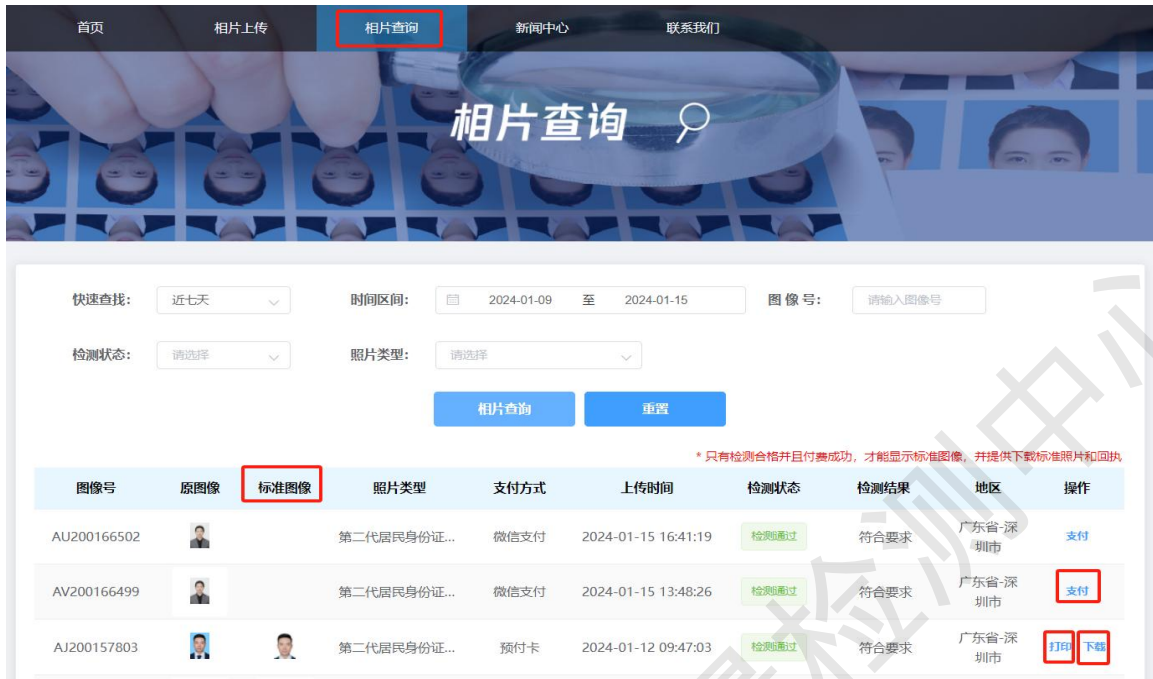 首页 相片上传 相片查询 新闻中心 联系我们
相片查询
快速查找： 近七天 时间区间： 2024-01-09 至 2024-01-15 图 像 号： 请输入图像号
检测状态： 请选择 照片类型： 请选择
相片查询 重置
* 只有检测合格并且付费成功，才能显示标准图像，并提供下载标准照片和回执
图像号 原图像 标准图像 照片类型 支付方式 上传时间 检测状态 检测结果 地区 操作
AU200166502 第二代居民身份证... 微信支付 2024-01-15 16:41:19 检测通过 符合要求 广东省-深 支付
圳市
AV200166499 第二代居民身份证... 微信支付 2024-01-15 13:48:26 检测通过 符合要求 广东省-深 支付
圳市
AJ200157803 第二代居民身份证... 预付卡 2024-01-12 09:47:03 检测通过 符合要求 广东省-深 打印 下载
圳市
检测中心